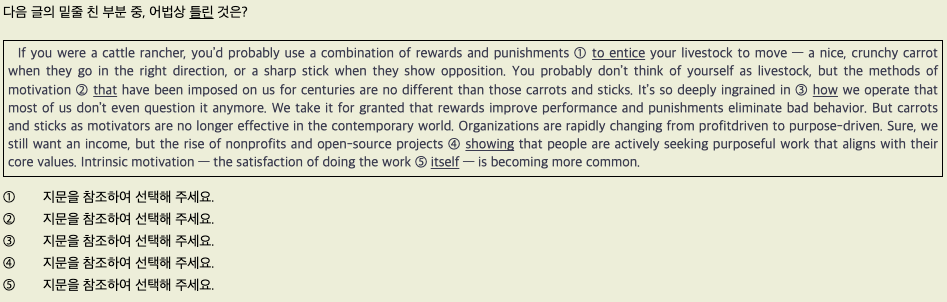 다음 글의 밑줄 친 부분 중, 어법상 틀린 것은?
If you were a cattle rancher, you'd probably use a combination of rewards and punishments ① to entice your livestock to move — a nice, crunchy carrot
when they go in the right direction, or a sharp stick when they show opposition. You probably don't think of yourself as livestock, but the methods of
motivation ② that have been imposed on us for centuries are no different than those carrots and sticks. It's so deeply ingrained in ③ how we operate that
most of us don't even question it anymore. We take it for granted that rewards improve performance and punishments eliminate bad behavior. But carrots
and sticks as motivators are no longer effective in the contemporary world. Organizations are rapidly changing from profitdriven to purpose-driven. Sure, we
still want an income, but the rise of nonprofits and open-source projects ④ showing that people are actively seeking purposeful work that aligns with their
core values. Intrinsic motivation — the satisfaction of doing the work ⑤ itself — is becoming more common.
① 지문을 참조하여 선택해 주세요.
② 지문을 참조하여 선택해 주세요.
③ 지문을 참조하여 선택해 주세요.
④ 지문을 참조하여 선택해 주세요.
⑤ 지문을 참조하여 선택해 주세요.